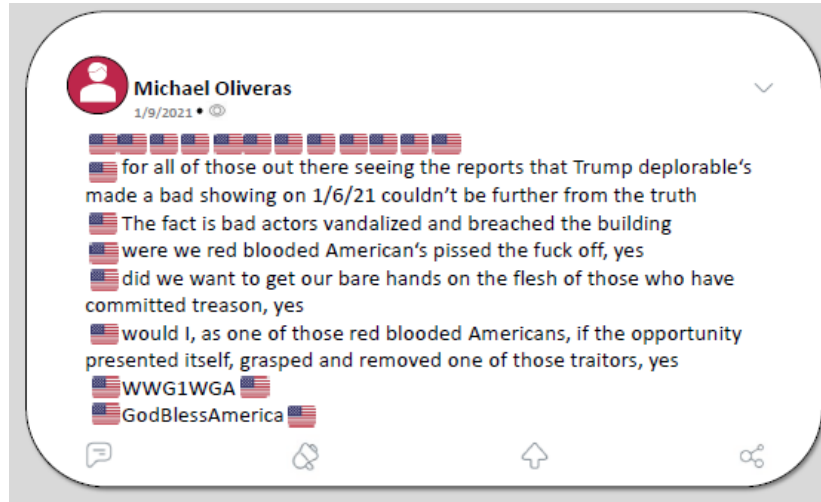 Michael Oliveras
1/9/2021 •
for all of those out there seeing the reports that Trump deplorable‘s
made a bad showing on 1/6/21 couldn’t be further from the truth
The fact is bad actors vandalized and breached the building
were we red blooded American‘s pissed the fuck off, yes
did we want to get our bare hands on the flesh of those who have
committed treason, yes
would I, as one of those red blooded Americans, if the opportunity
presented itself, grasped and removed one of those traitors, yes
WWG1WGA
GodBlessAmerica